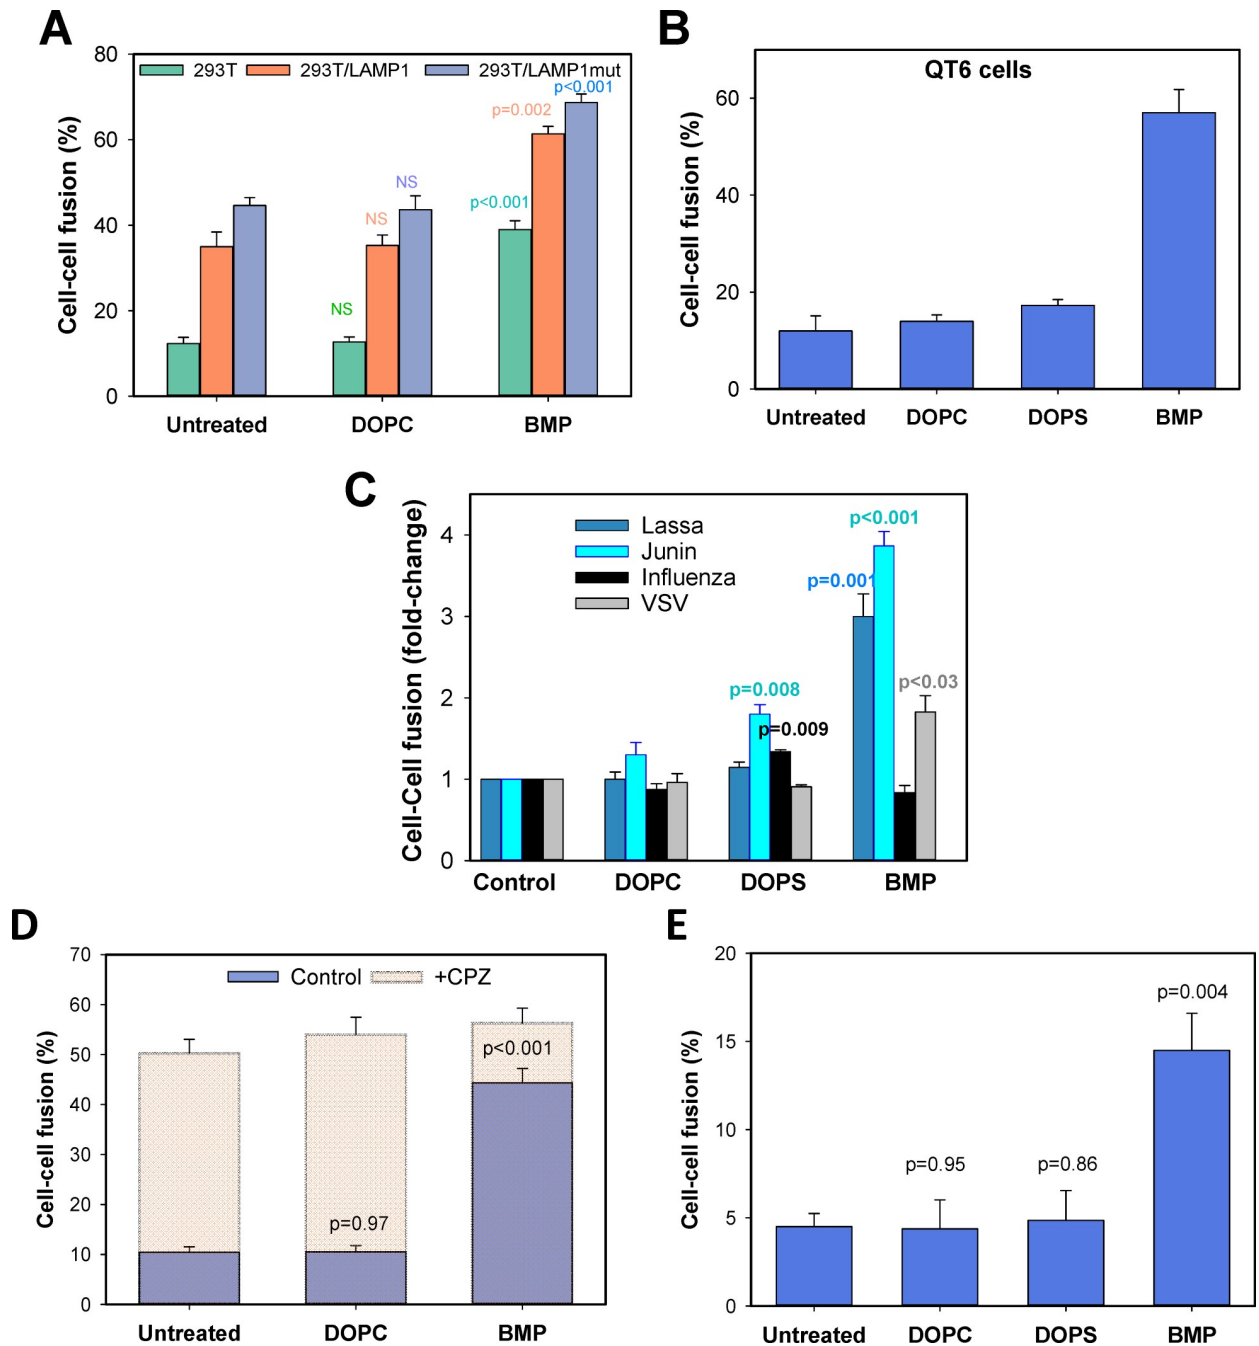 A
Cell-cell fusion (%)
80
60
40
20
0
293T 293T/LAMP1 293T/LAMP1mut
p<0.001
p=0.002
NS
p<0.001
NS
NS
Untreated DOPC BMP
B
QT6 cells
Cell-cell fusion (%)
60
40
20
0
Untreated DOPC DOPS BMP
C
Cell-Cell fusion (fold-change)
4
3
2
1
0
Lassa
Junin
Influenza
VSV
p<0.001
p=0.001
p<0.03
p=0.008
p=0.009
Control DOPC DOPS BMP
D
Cell-cell fusion (%)
70
60
50
40
30
20
10
0
Control +CPZ
p<0.001
p=0.97
Untreated DOPC BMP
E
Cell-cell fusion (%)
20
15
10
5
0
p=0.004
p=0.95 p=0.86
Untreated DOPC DOPS BMP